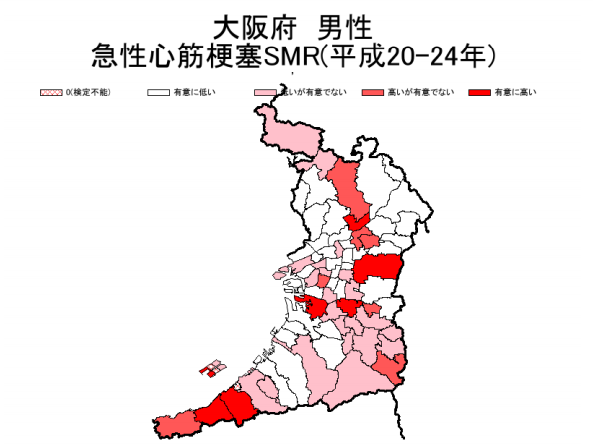 大阪府 男性
急性心筋梗塞SMR(平成20-24年)
0(検定不能) 有意に低い 低いが有意でない 高いが有意でない 有意に高い